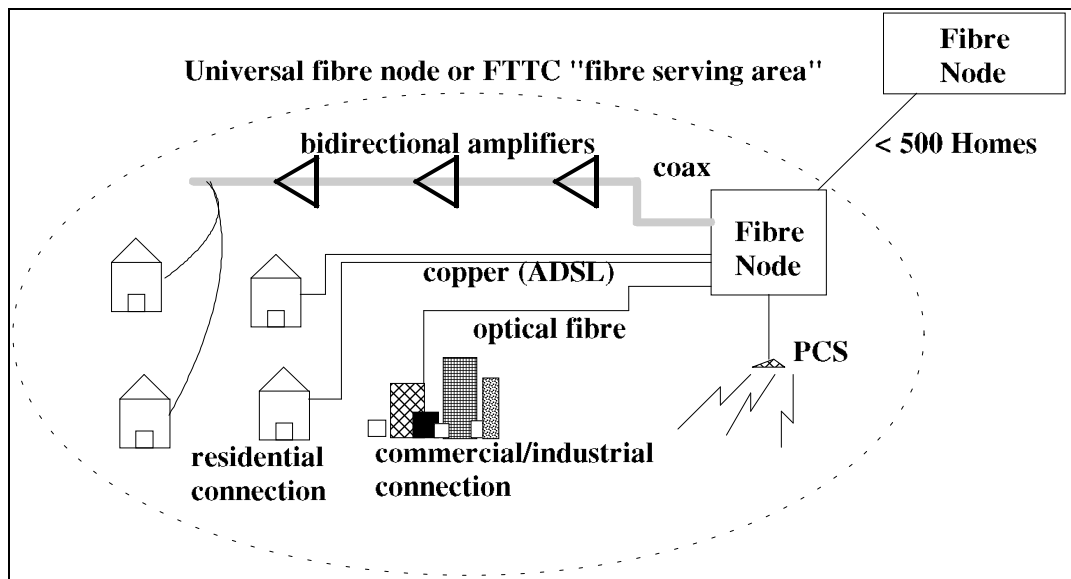 Fibre
Node
Universal fibre node or FTTC "fibre serving area"
< 500 Homes
bidirectional amplifiers
coax
Fibre
Node
copper (ADSL)
optical fibre
PCS
residential
connection
commercial/industrial
connection